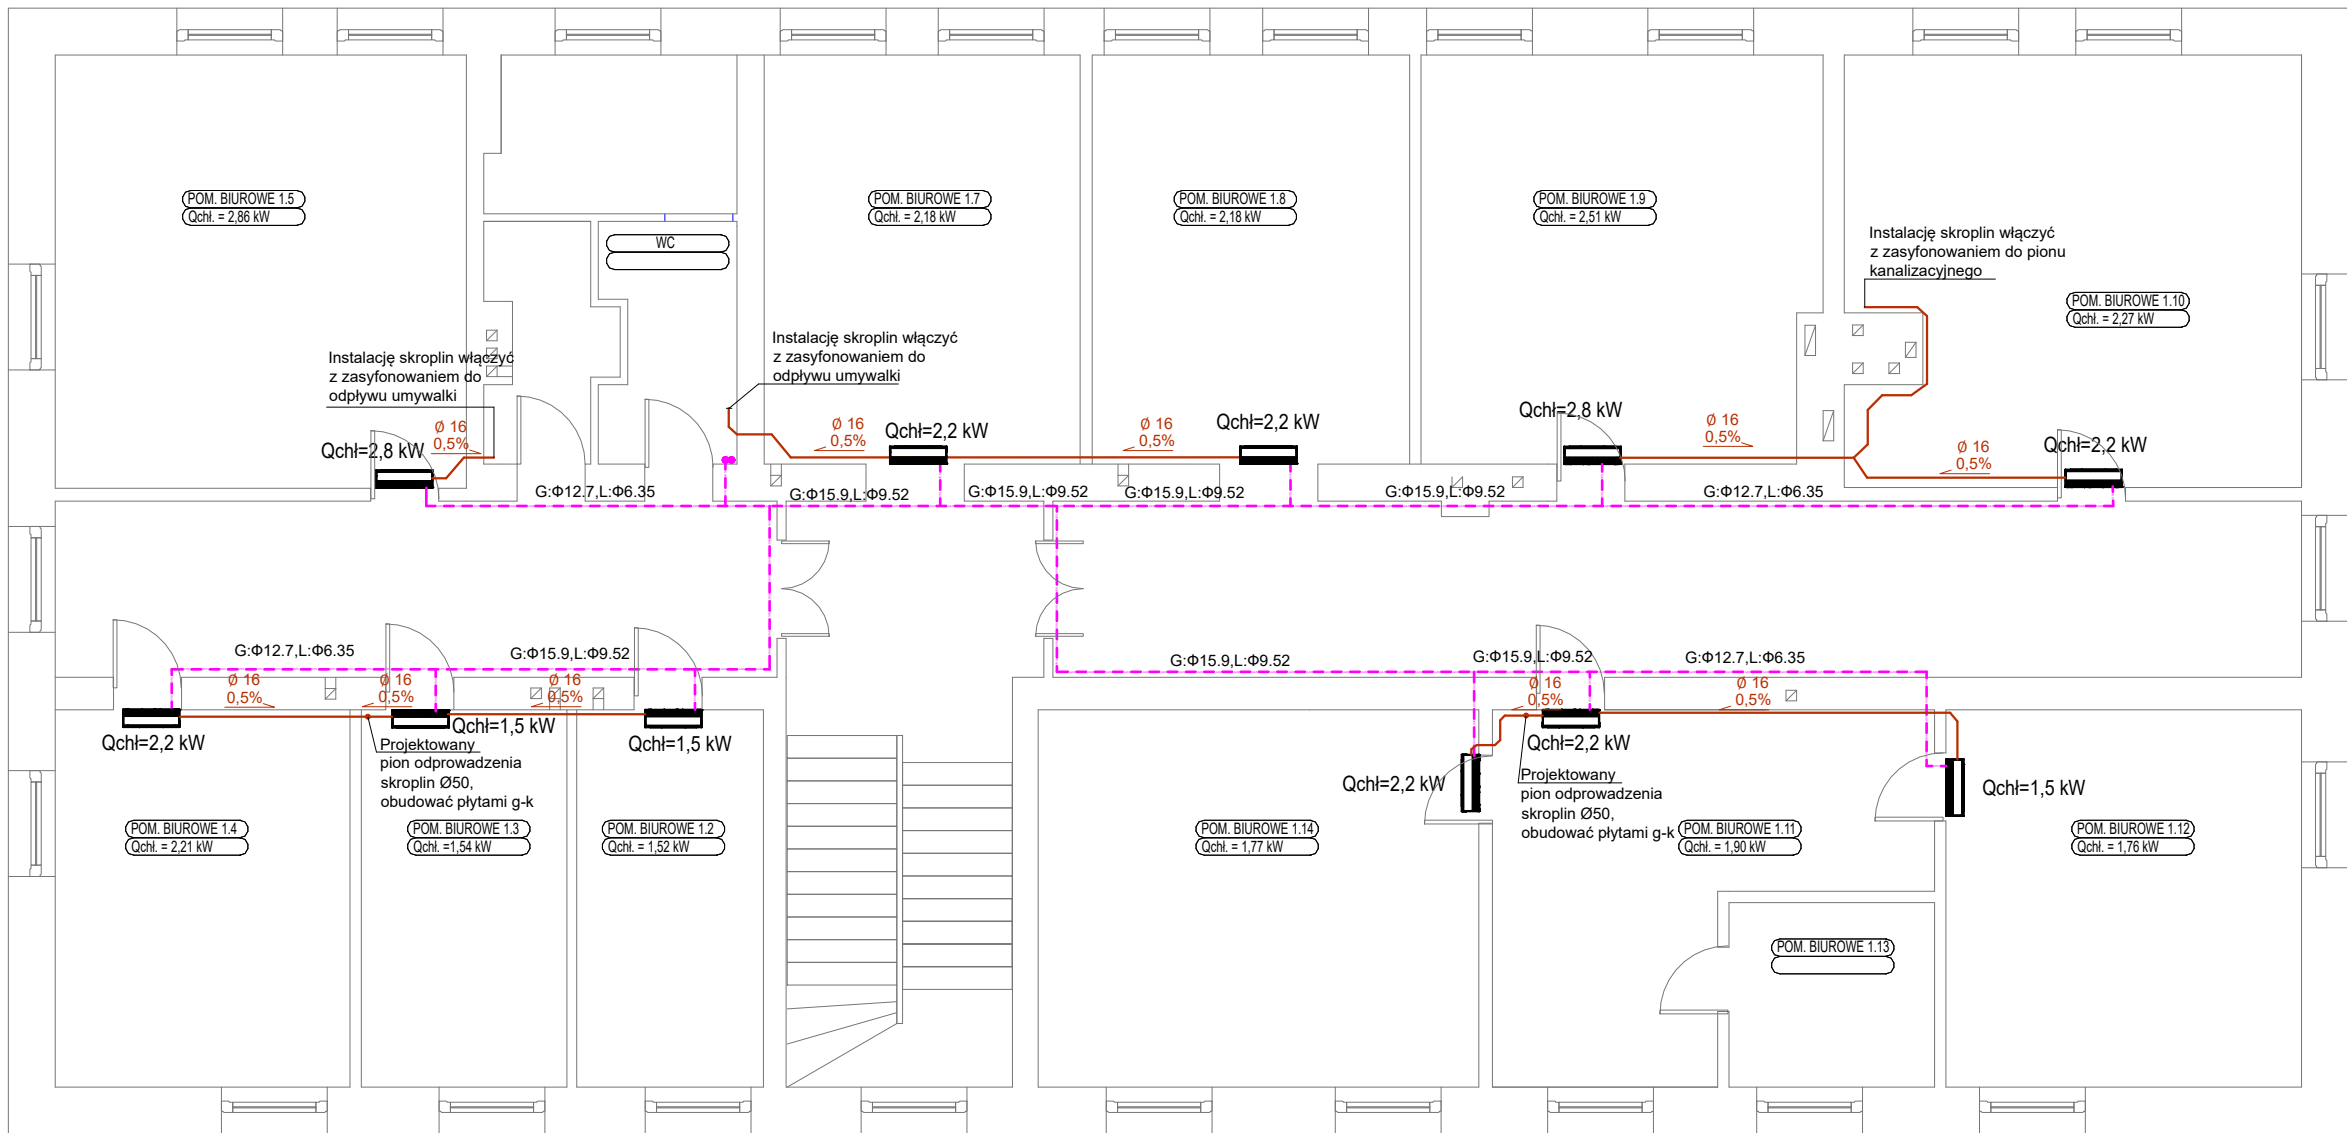 POM. BIUROWE 1.5
Qchł. = 2,86 kW
POM. BIUROWE 1.7
Qchł. = 2,18 kW
POM. BIUROWE 1.8
Qchł. = 2,18 kW
POM. BIUROWE 1.9
Qchł. = 2,51 kW
WC
Instalację skroplin włączyć
z zasyfonowaniem do pionu
kanalizacyjnego
POM. BIUROWE 1.10
Qchł. = 2,27 kW
Instalację skroplin włączyć
z zasyfonowaniem do
odpływu umywalki
Instalację skroplin włączyć
z zasyfonowaniem do
odpływu umywalki
Qchł=2,8 kW
Ø 16
0,5%
Ø 16
0,5%
Qchł=2,2 kW
Ø 16
0,5%
Qchł=2,2 kW
Qchł=2,8 kW
Ø 16
0,5%
Ø 16
0,5%
Qchł=2,2 kW
G:Φ12.7,L:Φ6.35
G:Φ15.9,L:Φ9.52
G:Φ15.9,L:Φ9.52
G:Φ15.9,L:Φ9.52
G:Φ15.9,L:Φ9.52
G:Φ12.7,L:Φ6.35
G:Φ12.7,L:Φ6.35
G:Φ15.9,L:Φ9.52
G:Φ15.9,L:Φ9.52
G:Φ15.9,L:Φ9.52
G:Φ12.7,L:Φ6.35
Ø 16
0,5%
Ø 16
0,5%
Ø 16
0,5%
Ø 16
0,5%
Ø 16
0,5%
Qchł=2,2 kW
Qchł=1,5 kW
Qchł=1,5 kW
Projektowany
pion odprowadzenia
skroplin Ø50,
obudować płytami g-k
Qchł=2,2 kW
Qchł=2,2 kW
Projektowany
pion odprowadzenia
skroplin Ø50,
obudować płytami g-k
Qchł=1,5 kW
POM. BIUROWE 1.4
Qchł. = 2,21 kW
POM. BIUROWE 1.3
Qchł. =1,54 kW
POM. BIUROWE 1.2
Qchł. = 1,52 kW
POM. BIUROWE 1.14
Qchł. = 1,77 kW
POM. BIUROWE 1.11
Qchł. = 1,90 kW
POM. BIUROWE 1.12
Qchł. = 1,76 kW
POM. BIUROWE 1.13